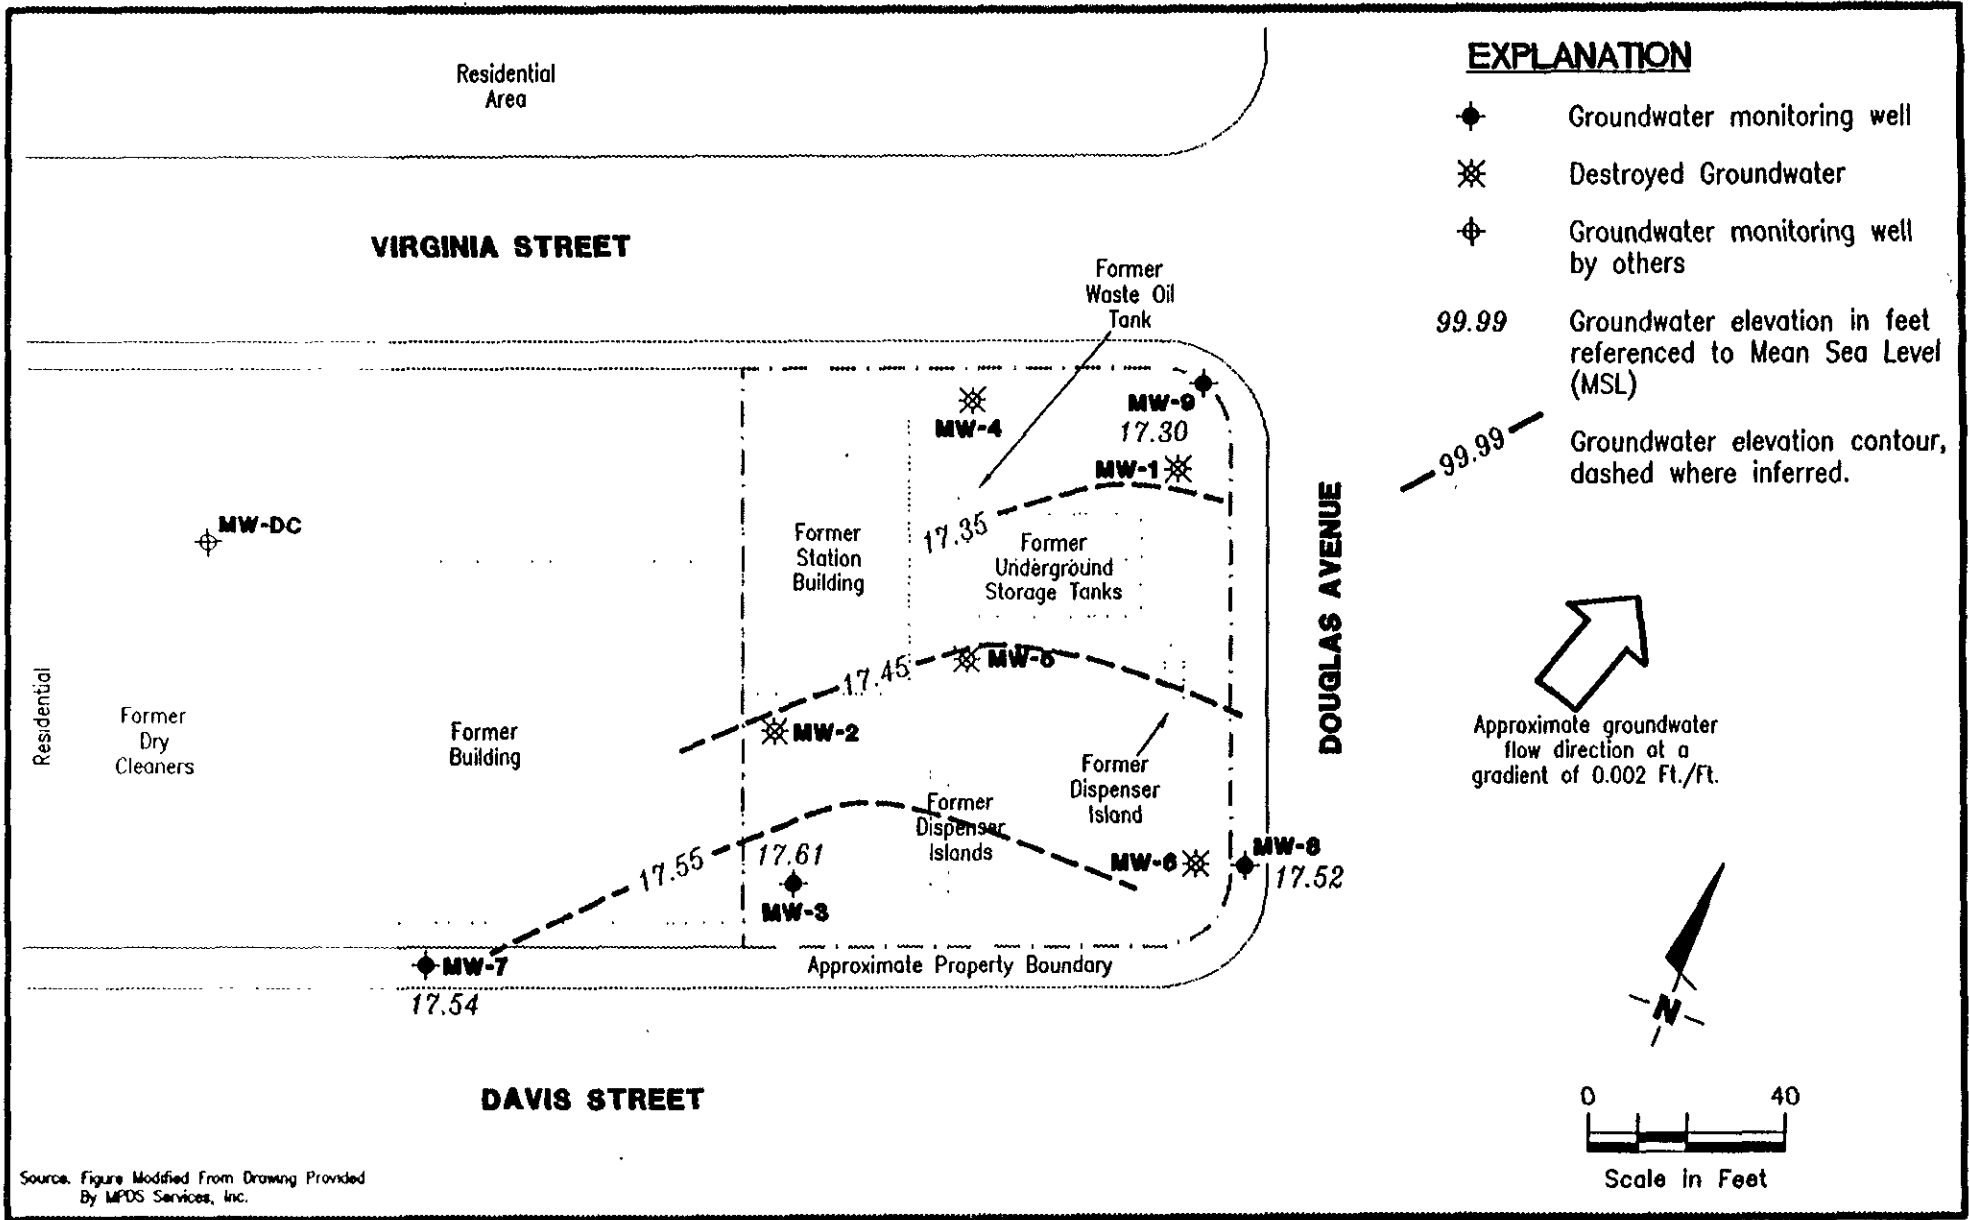 Residential
Area
EXPLANATION
Groundwater monitoring well
Destroyed Groundwater
Groundwater monitoring well
by others
99.99
Groundwater elevation in feet
referenced to Mean Sea Level
(MSL)
99.99
Groundwater elevation contour,
dashed where inferred.
VIRGINIA STREET
Former
Waste Oil
Tank
MW-4
MW-9
17.30
MW-1
MW-DC
17.35
Former
Station
Building
Former
Underground
Storage Tanks
DOUGLAS AVENUE
17.45
MW-5
MW-2
Residential
Former
Dry
Cleaners
Former
Building
Former
Dispenser
Island
Former
Dispenser
Islands
17.55
17.61
MW-3
MW-6
MW-8
17.52
MW-7
17.54
Approximate Property Boundary
Approximate groundwater
flow direction at a
gradient of 0.002 Ft./Ft.
N
DAVIS STREET
0 40
Scale in Feet
Source. Figure Modified From Drawing Provided
By MPDS Services, Inc.